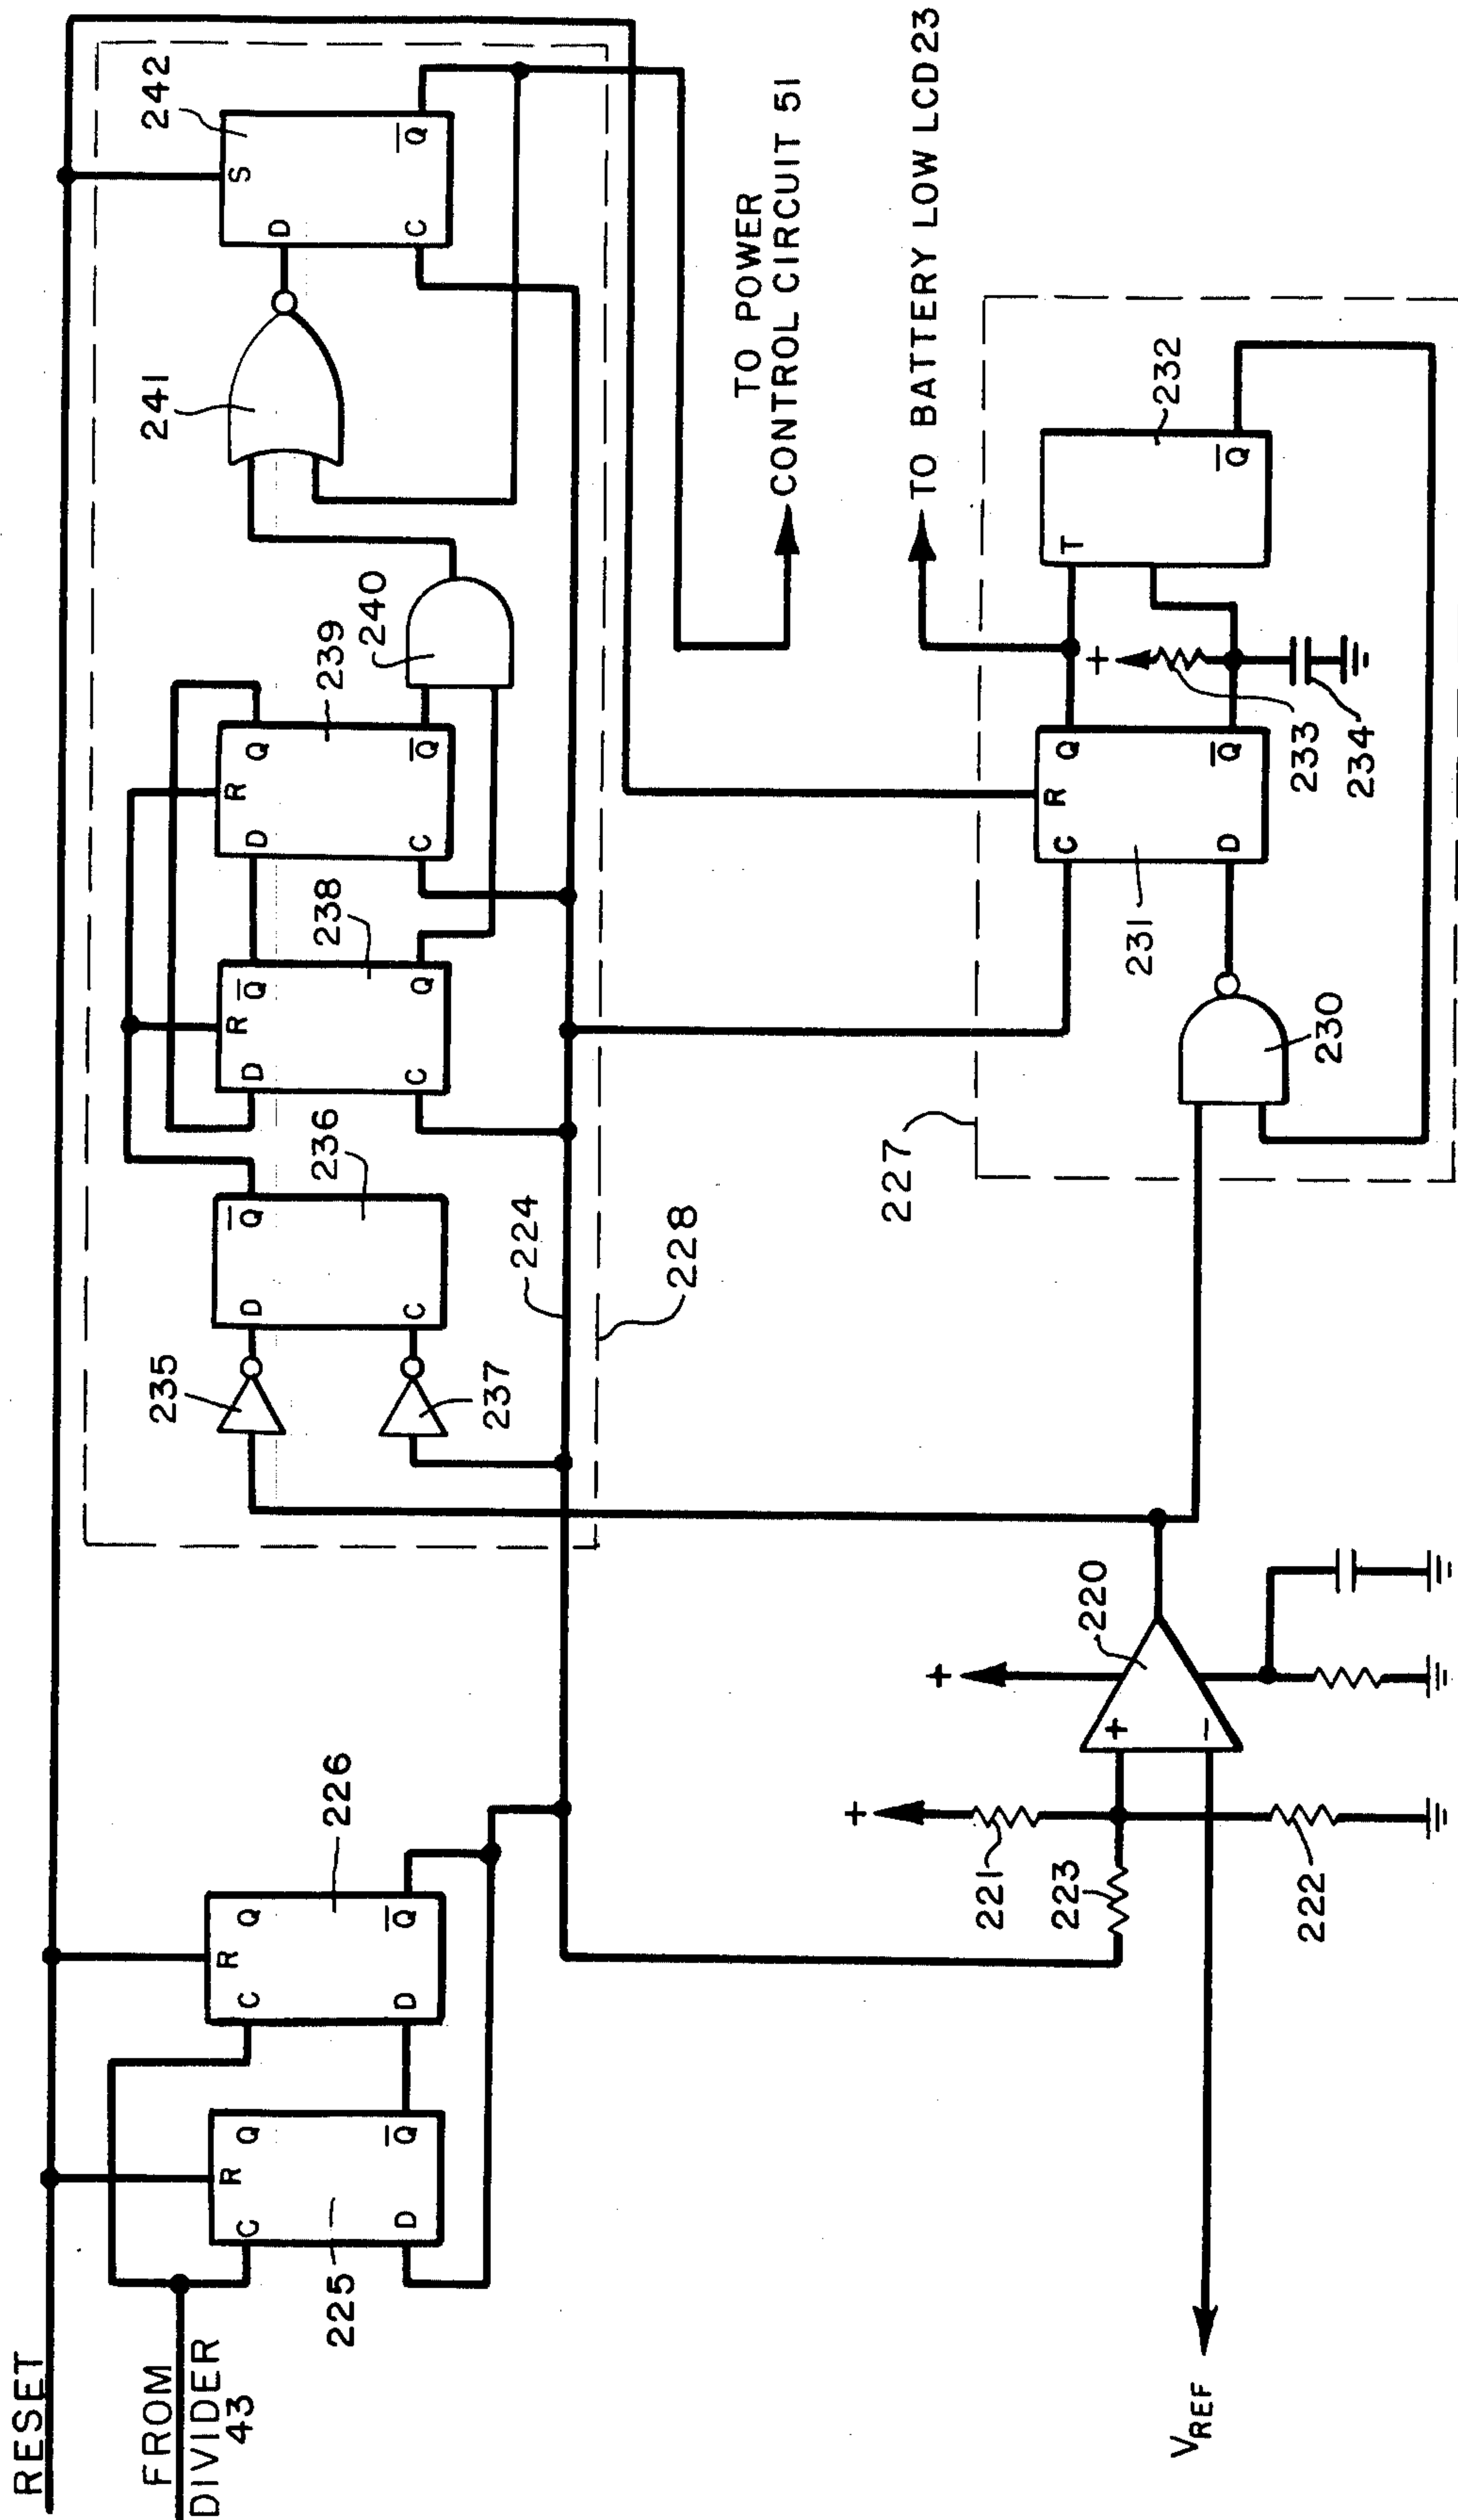 RESET
FROM
DIVIDER
43
C
R
Q
D
Q
225
C
R
Q
D
Q
226
235
237
D
Q
C
236
224
228
D
R
Q
C
Q
238
D
R
Q
C
Q
239
240
241
D
S
C
Q
242
TO POWER
CONTROL CIRCUIT 51
TO BATTERY LOW LCD 23
VREF
+
221
223
222
+
-
+
220
227
230
C
R
Q
D
Q
231
+
233
234
T
Q
232